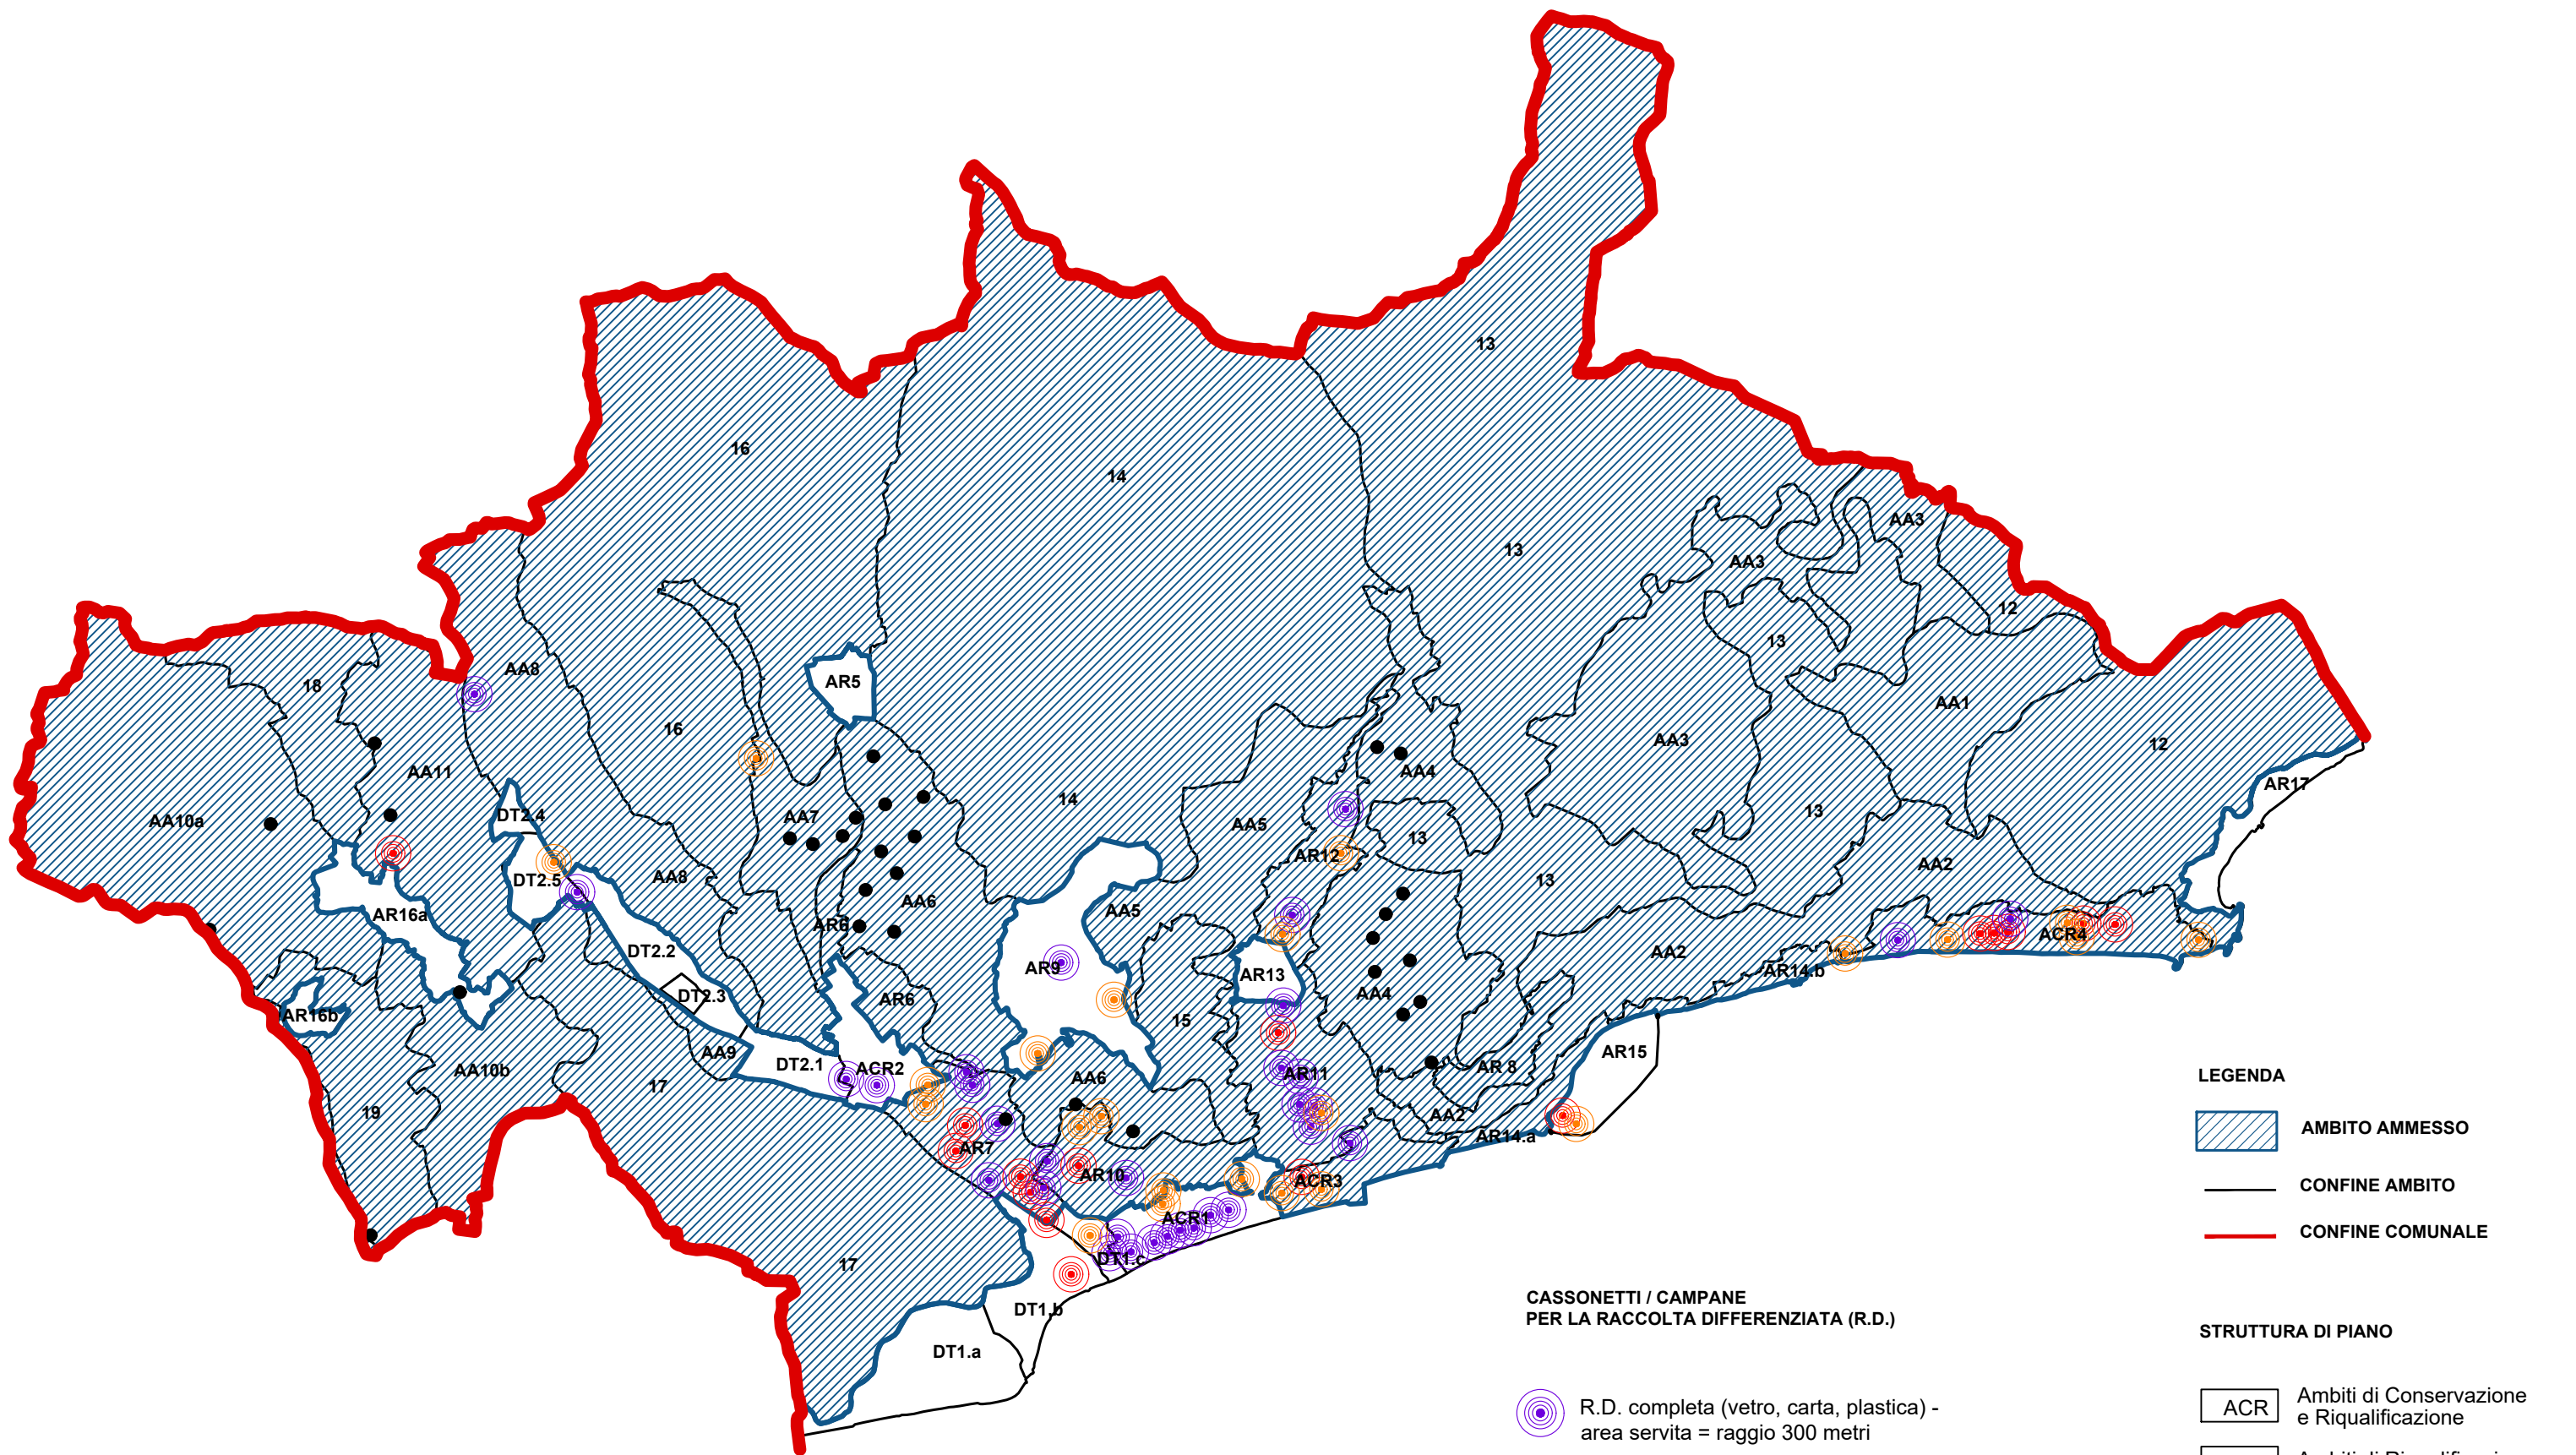 13
16
14
AA3
13
AA3
12
13
AA8
18
AR5
AA1
16
AA3
12
AA4
AA11
AR17
14
DT2.4
AA7
AA10a
AA5
13
13
AR12
AA2
DT2.5
AA8
13
AA6
AR16a
AA5
AR6
ACR4
DT2.2
AA2
AR9
AR13
AR14.b
DT2.3
AR6
AA4
AR16b
15
AA9
DT2.1
ACR2
AR15
AA10b
AA6
AR11
AR 8
17
19
AA2
AR14.a
AR7
AR10
ACR3
ACR1
DT1.c
17
DT1.b
DT1.a
LEGENDA
AMBITO AMMESSO
CONFINE AMBITO
CONFINE COMUNALE
CASSONETTI / CAMPANE
PER LA RACCOLTA DIFFERENZIATA (R.D.)
R.D. completa (vetro, carta, plastica) -
area servita = raggio 300 metri
STRUTTURA DI PIANO
ACR
Ambiti di Conservazione
e Riqualificazione